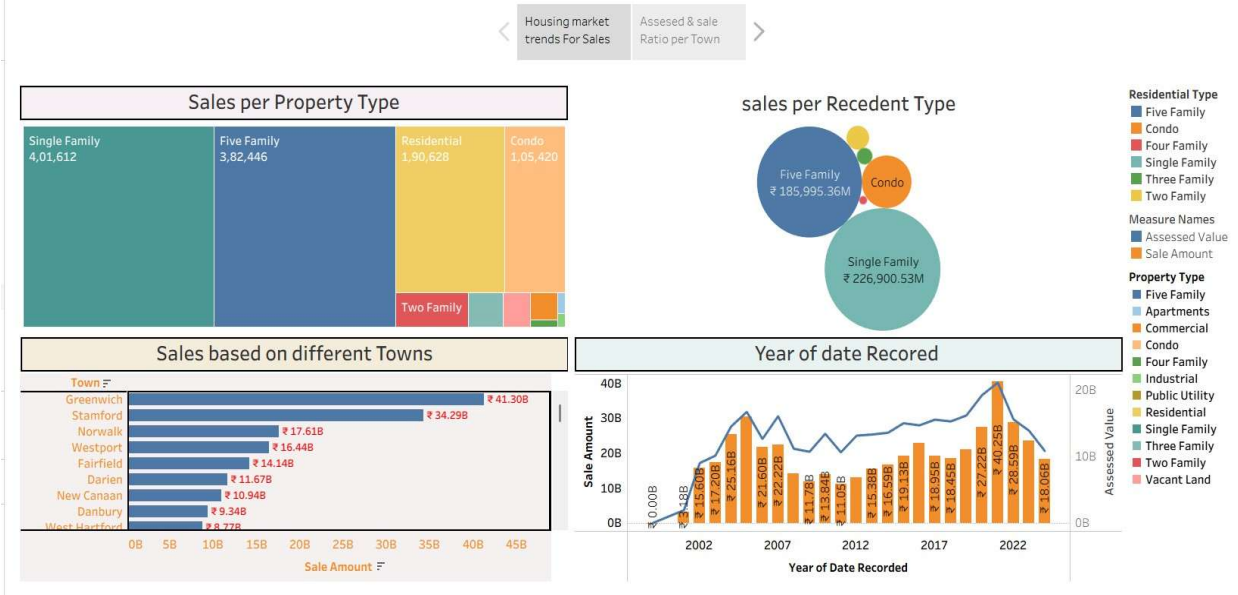 Housing market
trends For Sales
Assesed & sale
Ratio per Town
Sales per Property Type
Single Family
4,01,612
Five Family
3,82,446
Residential
1,90,628
Condo
1,05,420
Two Family
sales per Recedent Type
Five Family
₹ 185,995.36M
Condo
Single Family
₹ 226,900.53M
Residential Type
Five Family
Condo
Four Family
Single Family
Three Family
Two Family
Measure Names
Assessed Value
Sale Amount
Property Type
Five Family
Apartments
Commercial
Condo
Four Family
Industrial
Public Utility
Residential
Single Family
Three Family
Two Family
Vacant Land
Sales based on different Towns
Town
Greenwich ₹ 41.30B
Stamford ₹ 34.29B
Norwalk ₹ 17.61B
Westport ₹ 16.44B
Fairfield ₹ 14.14B
Darien ₹ 11.67B
New Canaan ₹ 10.94B
Danbury ₹ 9.34B
West Hartford ₹ 8.77B
0B 5B 10B 15B 20B 25B 30B 35B 40B 45B
Sale Amount
Year of date Recored
Sale Amount
40B
30B
20B
10B
0B
₹ 0.00B
₹ 3.18B
₹ 15.60B
₹ 17.20B
₹ 25.16B
₹ 21.60B
₹ 22.22B
₹ 11.78B
₹ 13.84B
₹ 11.05B
₹ 15.38B
₹ 16.59B
₹ 19.13B
₹ 18.95B
₹ 18.45B
₹ 27.22B
₹ 40.25B
₹ 28.59B
₹ 18.06B
20B
10B
0B
Assessed Value
2002 2007 2012 2017 2022
Year of Date Recorded